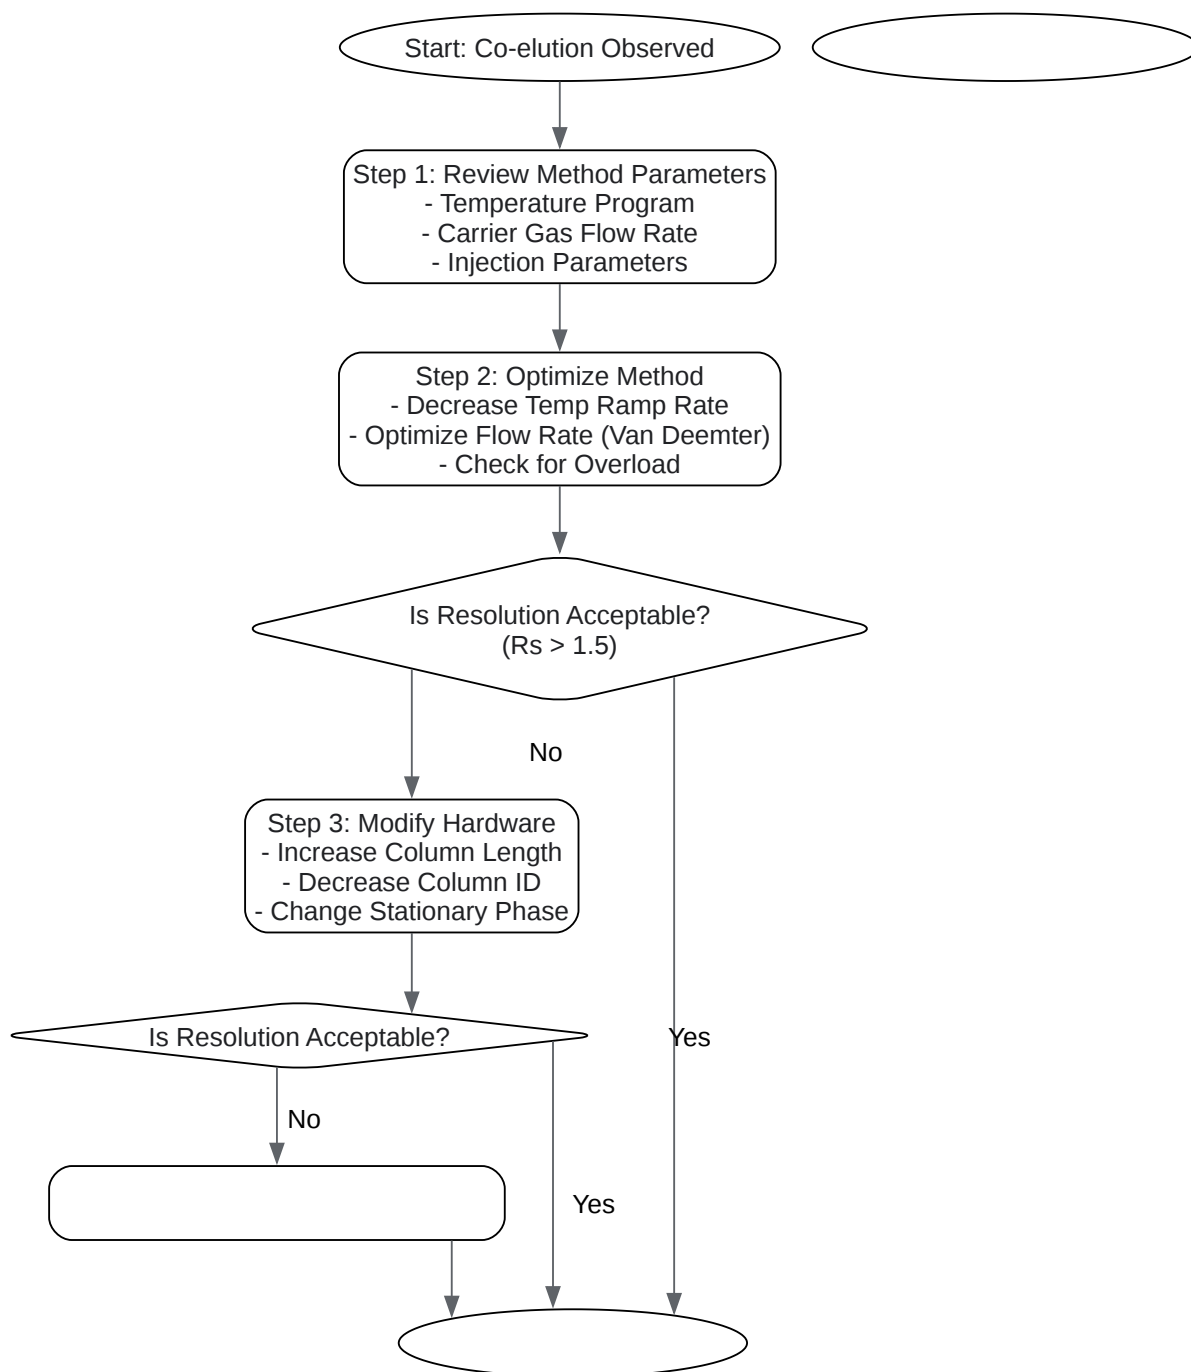 Start: Co-elution Observed
Step 1: Review Method Parameters
- Temperature Program
- Carrier Gas Flow Rate
- Injection Parameters
Step 2: Optimize Method
- Decrease Temp Ramp Rate
- Optimize Flow Rate (Van Deemter)
- Check for Overload
Is Resolution Acceptable?
(Rs > 1.5)
No
Step 3: Modify Hardware
- Increase Column Length
- Decrease Column ID
- Change Stationary Phase
Is Resolution Acceptable?
Yes
No
Yes